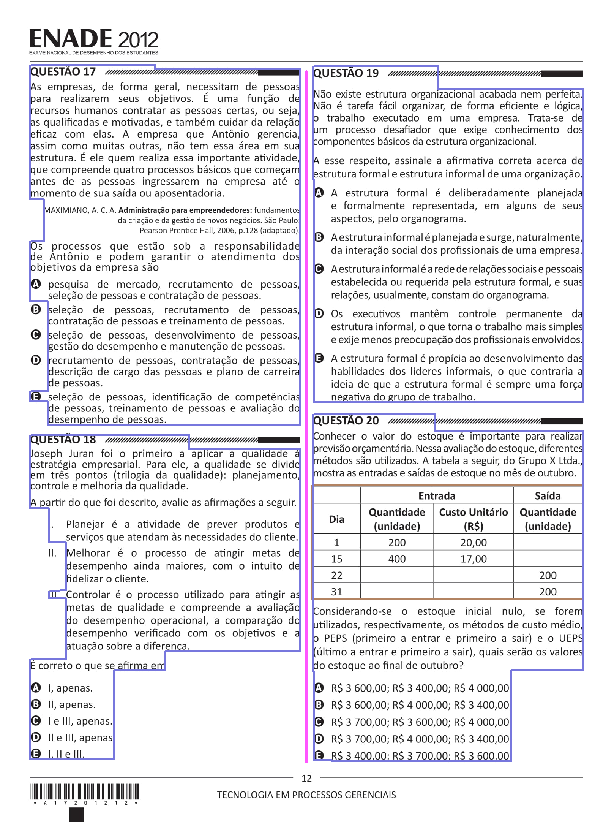 ENADE 2012
EXAME NACIONAL DE DESEMPENHO DOS ESTUDANTES
QUESTÃO 17
As empresas, de forma geral, necessitam de pessoas
para realizarem seus objetivos. É uma função de
recursos humanos contratar as pessoas certas, ou seja,
as qualificadas e motivadas, e também cuidar da relação
eficaz com elas. A empresa que Antônio gerencia,
assim como muitas outras, não tem essa área em sua
estrutura. É ele quem realiza essa importante atividade,
que compreende quatro processos básicos que começam
antes de as pessoas ingressarem na empresa até o
momento de sua saída ou aposentadoria.
MAXIMIANO, A. C. A. Administração para empreendedores: fundamentos
da criação e da gestão de novos negócios. São Paulo:
Pearson Prentice Hall, 2006, p.128 (adaptado).
Os processos que estão sob a responsabilidade
de Antônio e podem garantir o atendimento dos
objetivos da empresa são
A pesquisa de mercado, recrutamento de pessoas,
seleção de pessoas e contratação de pessoas.
B seleção de pessoas, recrutamento de pessoas,
contratação de pessoas e treinamento de pessoas.
C seleção de pessoas, desenvolvimento de pessoas,
gestão do desempenho e manutenção de pessoas.
D recrutamento de pessoas, contratação de pessoas,
descrição de cargo das pessoas e plano de carreira
de pessoas.
E seleção de pessoas, identificação de competências
de pessoas, treinamento de pessoas e avaliação do
desempenho de pessoas.
QUESTÃO 18
Joseph Juran foi o primeiro a aplicar a qualidade à
estratégia empresarial. Para ele, a qualidade se divide
em três pontos (trilogia da qualidade): planejamento,
controle e melhoria da qualidade.
A partir do que foi descrito, avalie as afirmações a seguir.
I. Planejar é a atividade de prever produtos e
serviços que atendam às necessidades do cliente.
II. Melhorar é o processo de atingir metas de
desempenho ainda maiores, com o intuito de
fidelizar o cliente.
III. Controlar é o processo utilizado para atingir as
metas de qualidade e compreende a avaliação
do desempenho operacional, a comparação do
desempenho verificado com os objetivos e a
atuação sobre a diferença.
É correto o que se afirma em
A I, apenas.
B II, apenas.
C I e III, apenas.
D II e III, apenas.
E I, II e III.
QUESTÃO 19
Não existe estrutura organizacional acabada nem perfeita.
Não é tarefa fácil organizar, de forma eficiente e lógica,
o trabalho executado em uma empresa. Trata-se de
um processo desafiador que exige conhecimento dos
componentes básicos da estrutura organizacional.
A esse respeito, assinale a afirmativa correta acerca de
estrutura formal e estrutura informal de uma organização.
A A estrutura formal é deliberadamente planejada
e formalmente representada, em alguns de seus
aspectos, pelo organograma.
B A estrutura informal é planejada e surge, naturalmente,
da interação social dos profissionais de uma empresa.
C A estrutura informal é a rede de relações sociais e pessoais
estabelecida ou requerida pela estrutura formal, e suas
relações, usualmente, constam do organograma.
D Os executivos mantêm controle permanente da
estrutura informal, o que torna o trabalho mais simples
e exige menos preocupação dos profissionais envolvidos.
E A estrutura formal é propícia ao desenvolvimento das
habilidades dos líderes informais, o que contraria a
ideia de que a estrutura formal é sempre uma força
negativa do grupo de trabalho.
QUESTÃO 20
Conhecer o valor do estoque é importante para realizar
previsão orçamentária. Nessa avaliação do estoque, diferentes
métodos são utilizados. A tabela a seguir, do Grupo X Ltda.,
mostra as entradas e saídas de estoque no mês de outubro.
Entrada Saída
Dia Quantidade (unidade) Custo Unitário (R$) Quantidade (unidade)
1 200 20,00
15 400 17,00
22 200
31 200
Considerando-se o estoque inicial nulo, se forem
utilizados, respectivamente, os métodos de custo médio,
o PEPS (primeiro a entrar e primeiro a sair) e o UEPS
(último a entrar e primeiro a sair), quais serão os valores
do estoque ao final de outubro?
A R$ 3 600,00; R$ 3 400,00; R$ 4 000,00
B R$ 3 600,00; R$ 4 000,00; R$ 3 400,00
C R$ 3 700,00; R$ 3 600,00; R$ 4 000,00
D R$ 3 700,00; R$ 4 000,00; R$ 3 400,00
E R$ 3 400,00; R$ 3 700,00; R$ 3 600,00
12
TECNOLOGIA EM PROCESSOS GERENCIAIS
* A 1 7 2 0 1 2 1 2 *